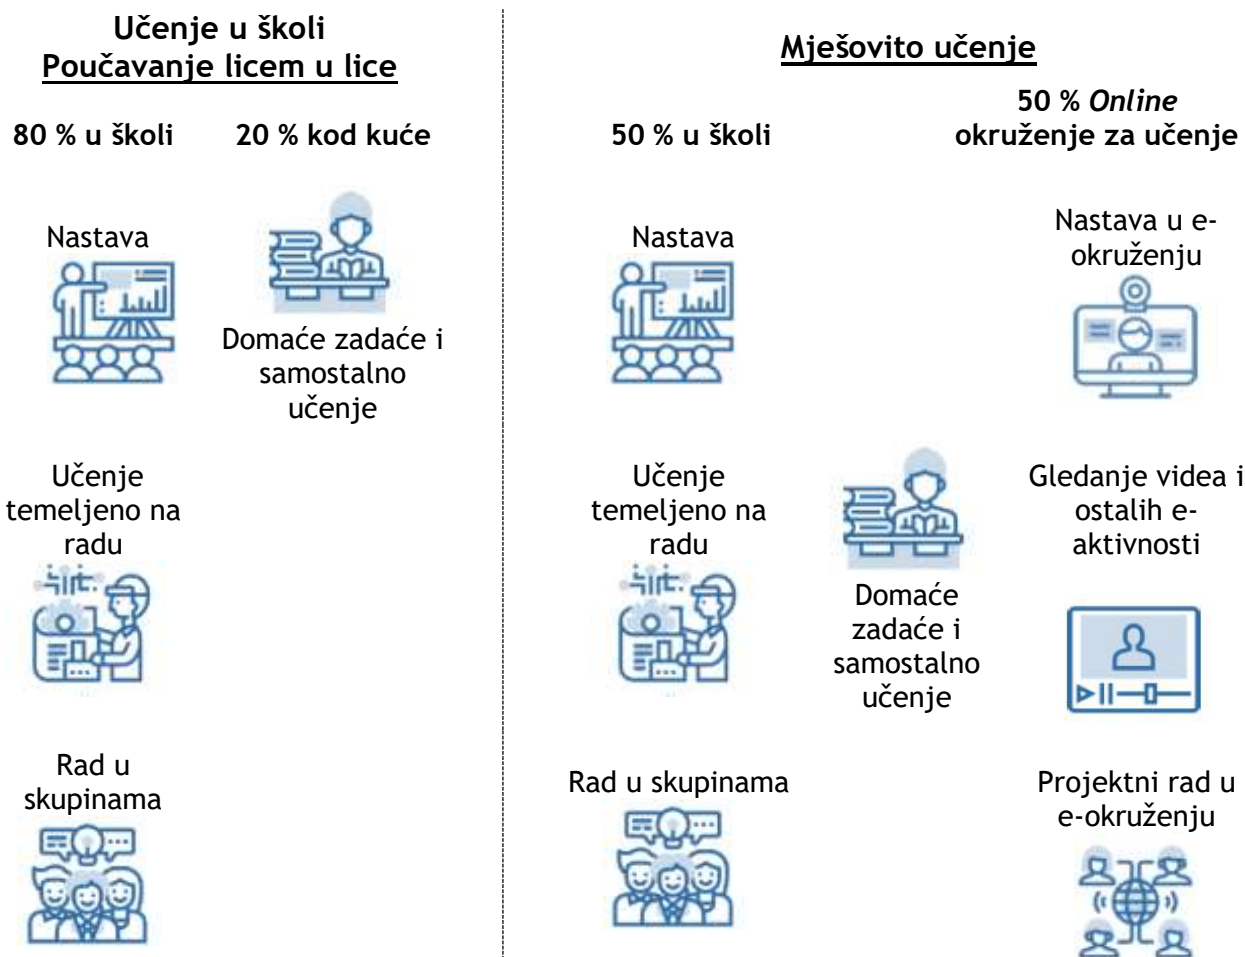 Učenje u školi
Poučavanje licem u lice
80 % u školi
20 % kod kuće
Nastava
Domaće zadaće i
samostalno
učenje
Učenje
temeljeno na
radu
Rad u
skupinama
Mješovito učenje
50 % u školi
50 % Online
okruženje za učenje
Nastava
Nastava u e-
okruženju
Učenje
temeljeno na
radu
Domaće
zadaće i
samostalno
učenje
Gledanje videa i
ostalih e-
aktivnosti
Rad u skupinama
Projektni rad u
e-okruženju